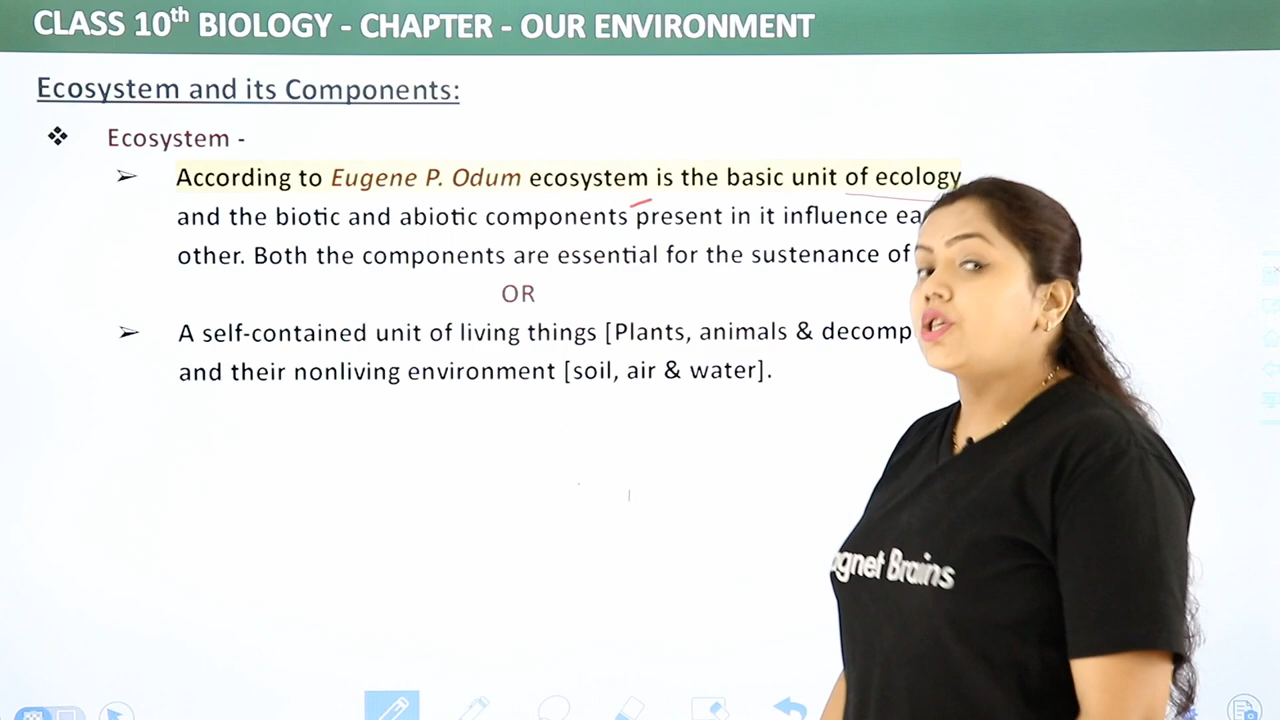 CLASS 10th BIOLOGY - CHAPTER - OUR ENVIRONMENT
Ecosystem and its Components:
❖ Ecosystem -
➢ According to Eugene P. Odum ecosystem is the basic unit of ecology
and the biotic and abiotic components present in it influence
other. Both the components are essential for the sustenance of
OR
➢ A self-contained unit of living things [Plants, animals &
and their nonliving environment [soil, air & water].
Brains